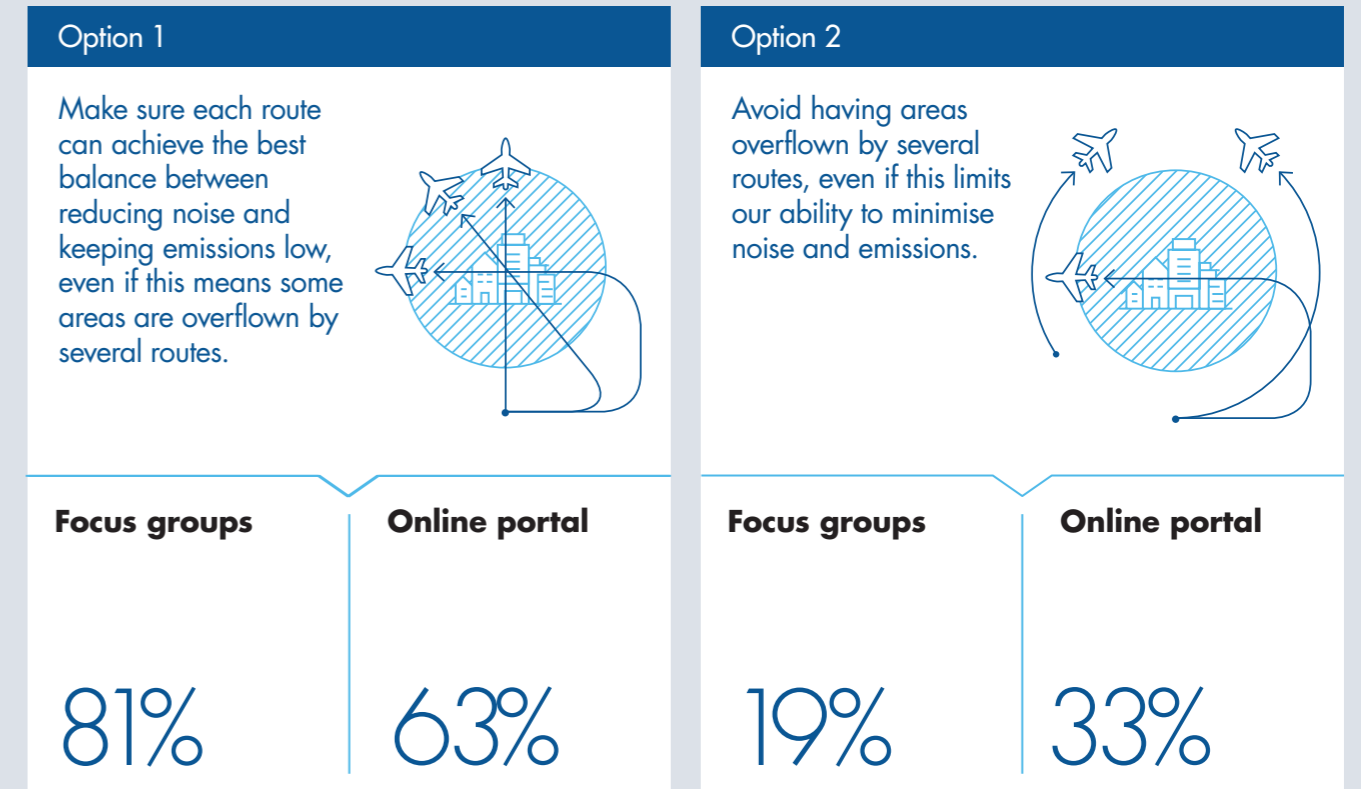 Option 1
Make sure each route
can achieve the best
balance between
reducing noise and
keeping emissions low,
even if this means some
areas are overflown by
several routes.
Focus groups
81%
Online portal
63%
Option 2
Avoid having areas
overflown by several
routes, even if this limits
our ability to minimise
noise and emissions.
Focus groups
19%
Online portal
33%